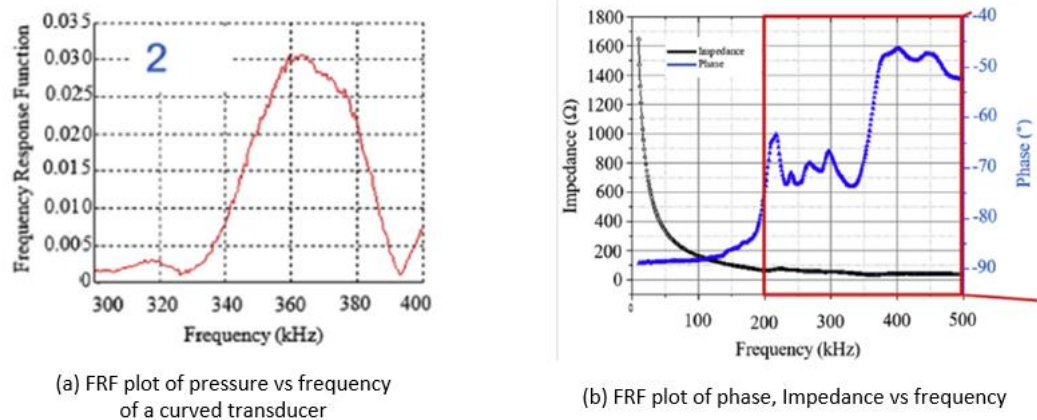 0.035
0.030
0.025
0.020
0.015
0.010
0.005
0
2
300 320 340 360 380 400
Frequency Response Function
Frequency (kHz)
(a) FRF plot of pressure vs frequency
of a curved transducer
1800
1600
1400
1200
1000
800
600
400
200
0
Impedance (Ω)
Impedance
Phase
-40
-50
-60
-70
-80
-90
Phase (°)
0 100 200 300 400 500
Frequency (kHz)
(b) FRF plot of phase, Impedance vs frequency